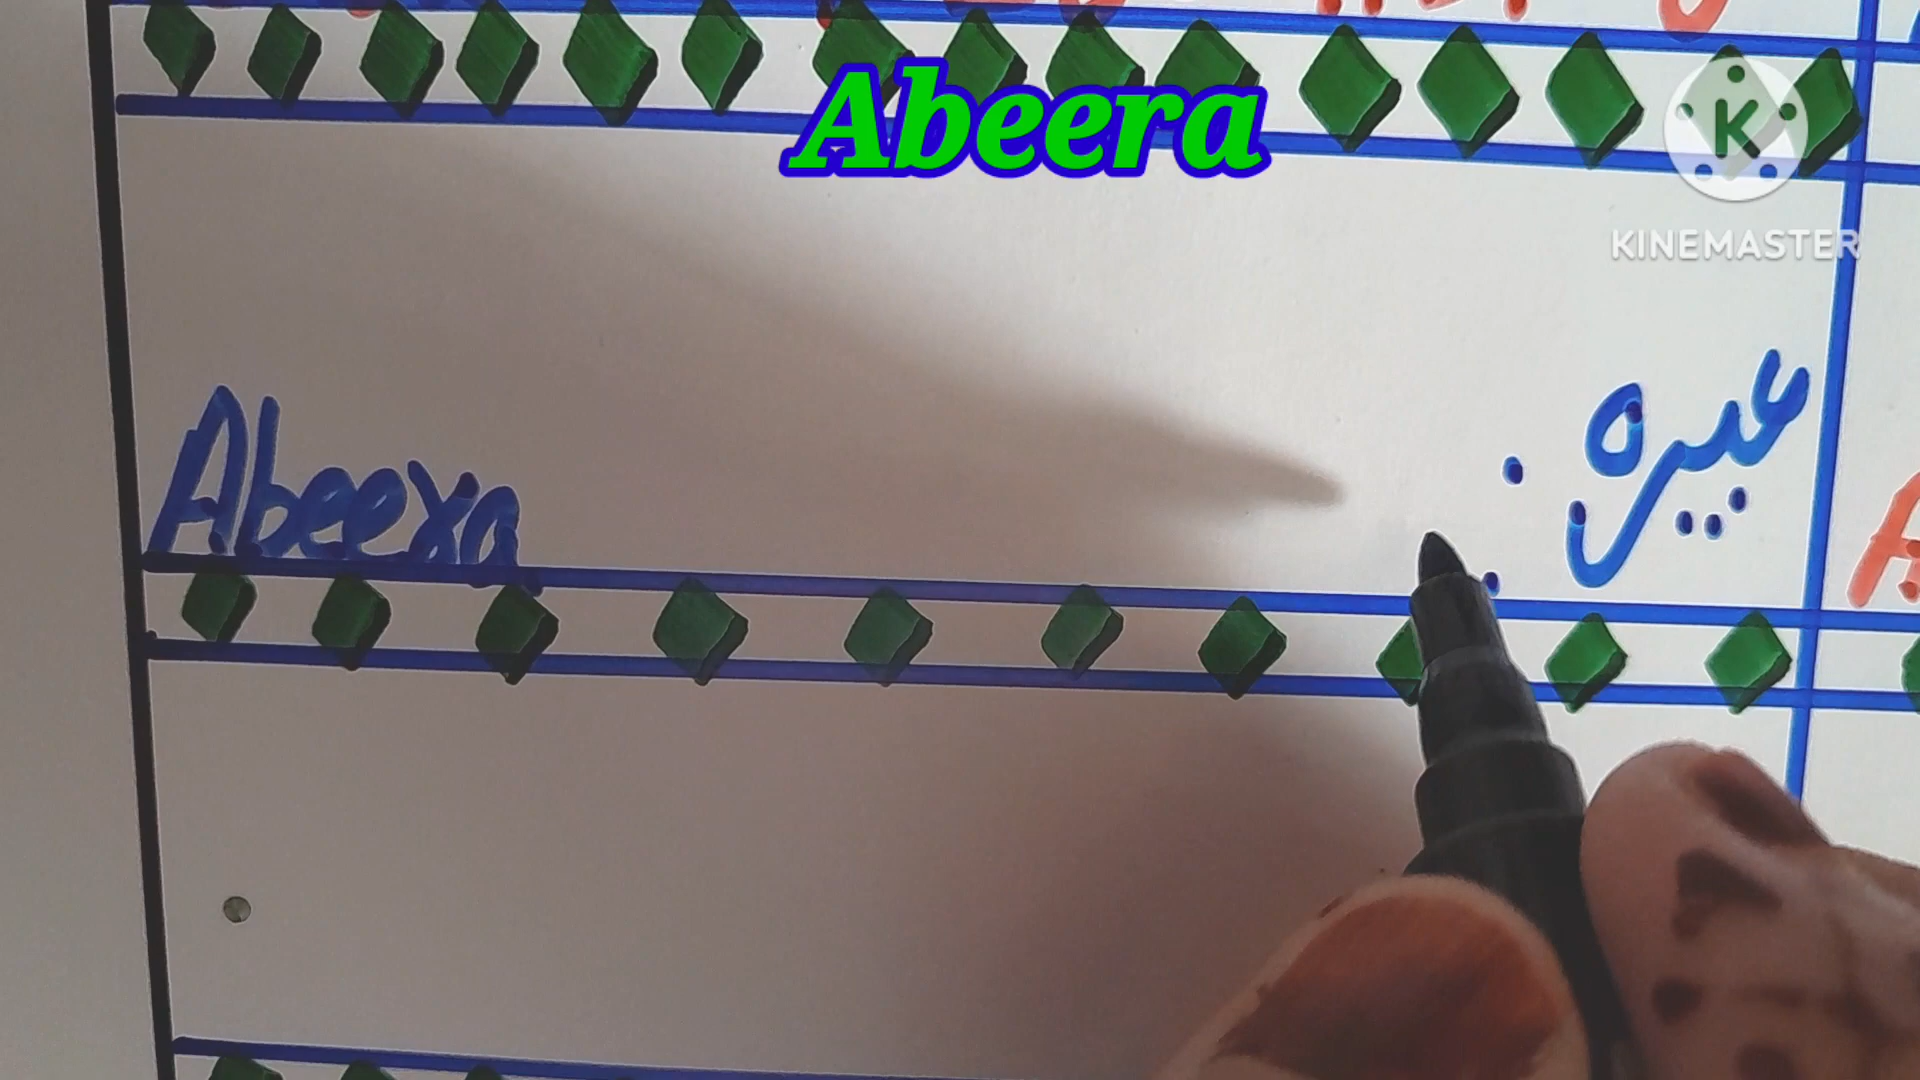 Abeera
KINEMASTER
Abeera : عبیرہ